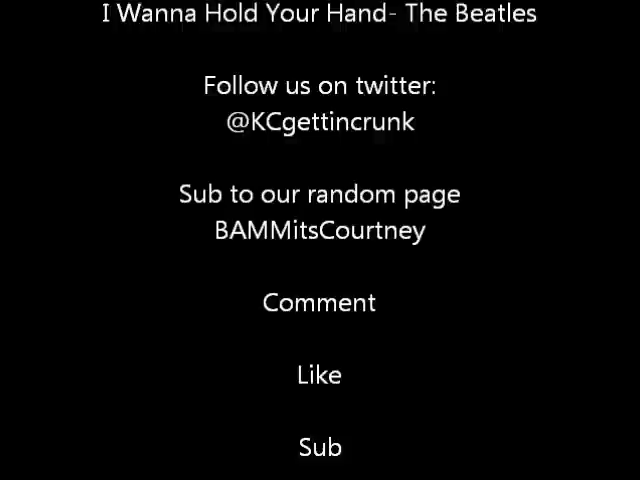 I Wanna Hold Your Hand- The Beatles
Follow us on twitter:
@KCgettincrunk
Sub to our random page
BAMMitsCourtney
Comment
Like
Sub